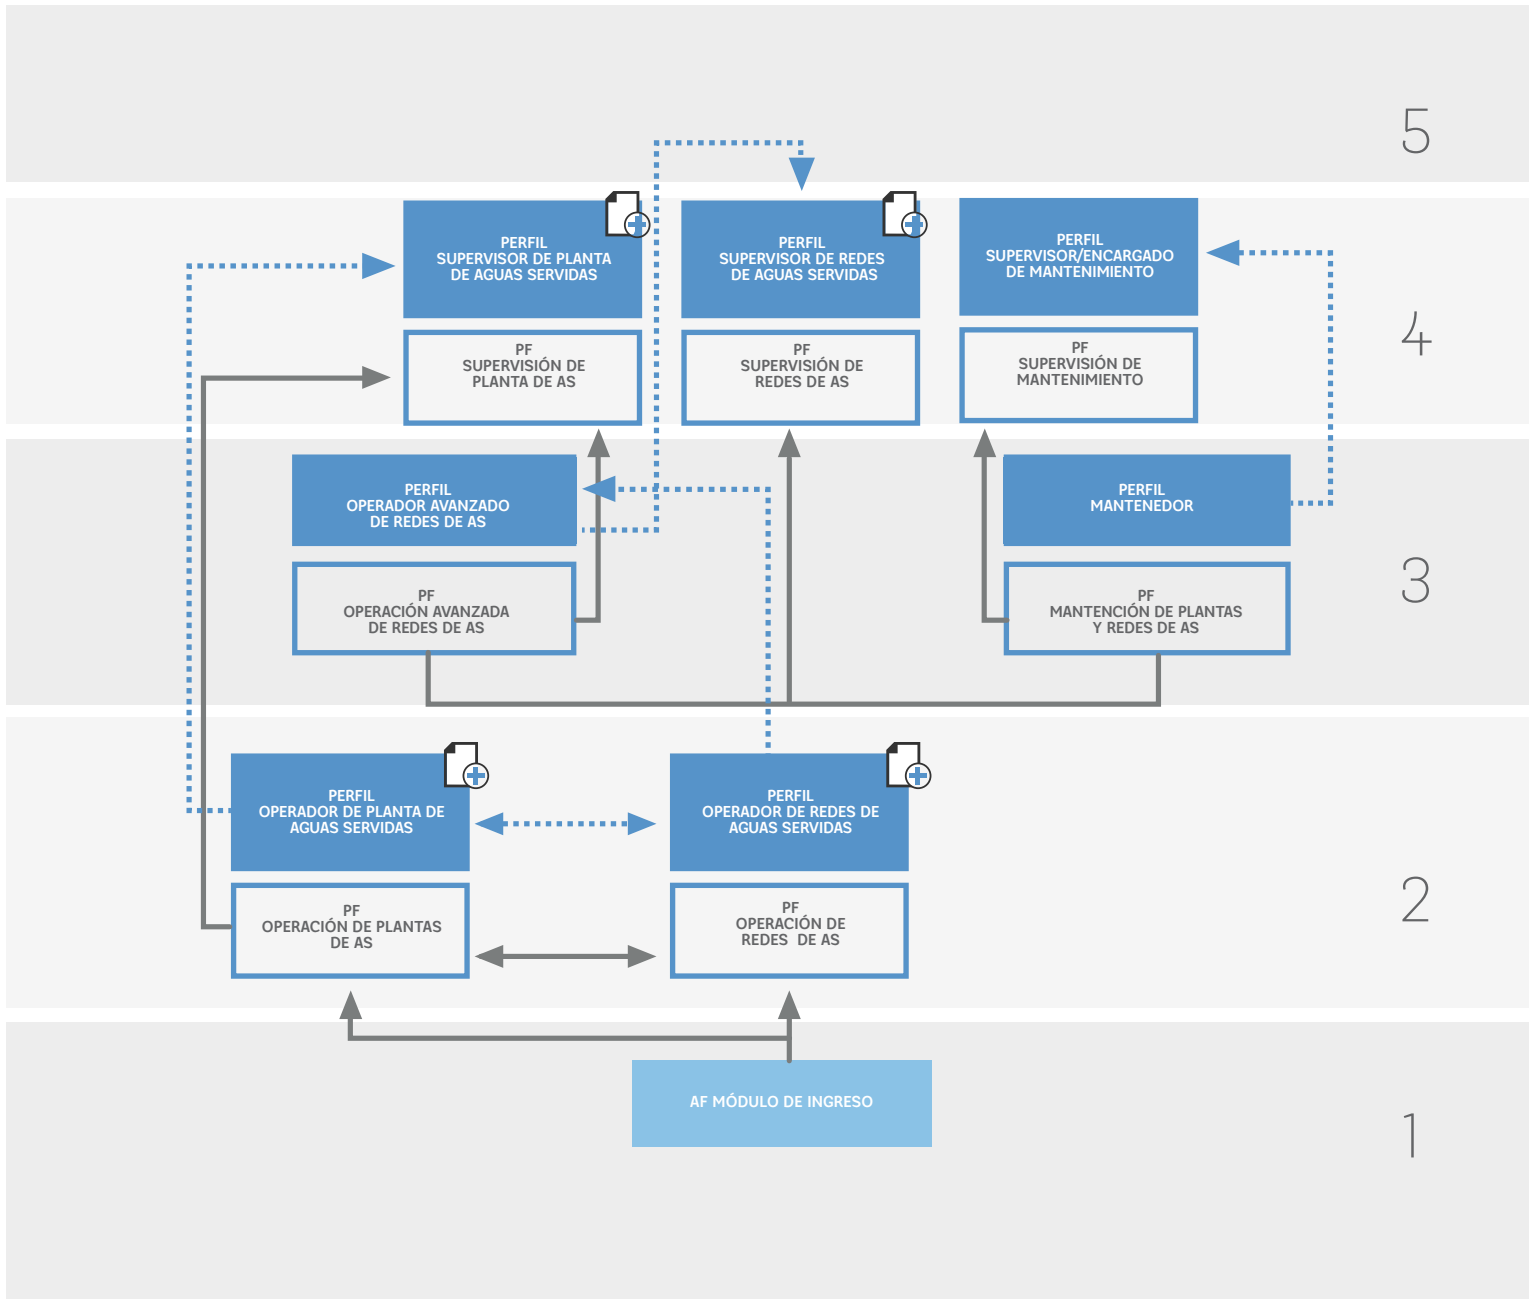 5
PERFIL
SUPERVISOR DE PLANTA
DE AGUAS SERVIDAS
PERFIL
SUPERVISOR DE REDES
DE AGUAS SERVIDAS
PERFIL
SUPERVISOR/ENCARGADO
DE MANTENIMIENTO
PF
SUPERVISIÓN DE
PLANTA DE AS
PF
SUPERVISIÓN DE
REDES DE AS
PF
SUPERVISIÓN DE
MANTENIMIENTO
4
PERFIL
OPERADOR AVANZADO
DE REDES DE AS
PERFIL
MANTENEDOR
PF
OPERACIÓN AVANZADA
DE REDES DE AS
PF
MANTENCIÓN DE PLANTAS
Y REDES DE AS
3
PERFIL
OPERADOR DE PLANTA DE
AGUAS SERVIDAS
PERFIL
OPERADOR DE REDES DE
AGUAS SERVIDAS
PF
OPERACIÓN DE PLANTAS
DE AS
PF
OPERACIÓN DE
REDES DE AS
2
AF MÓDULO DE INGRESO
1